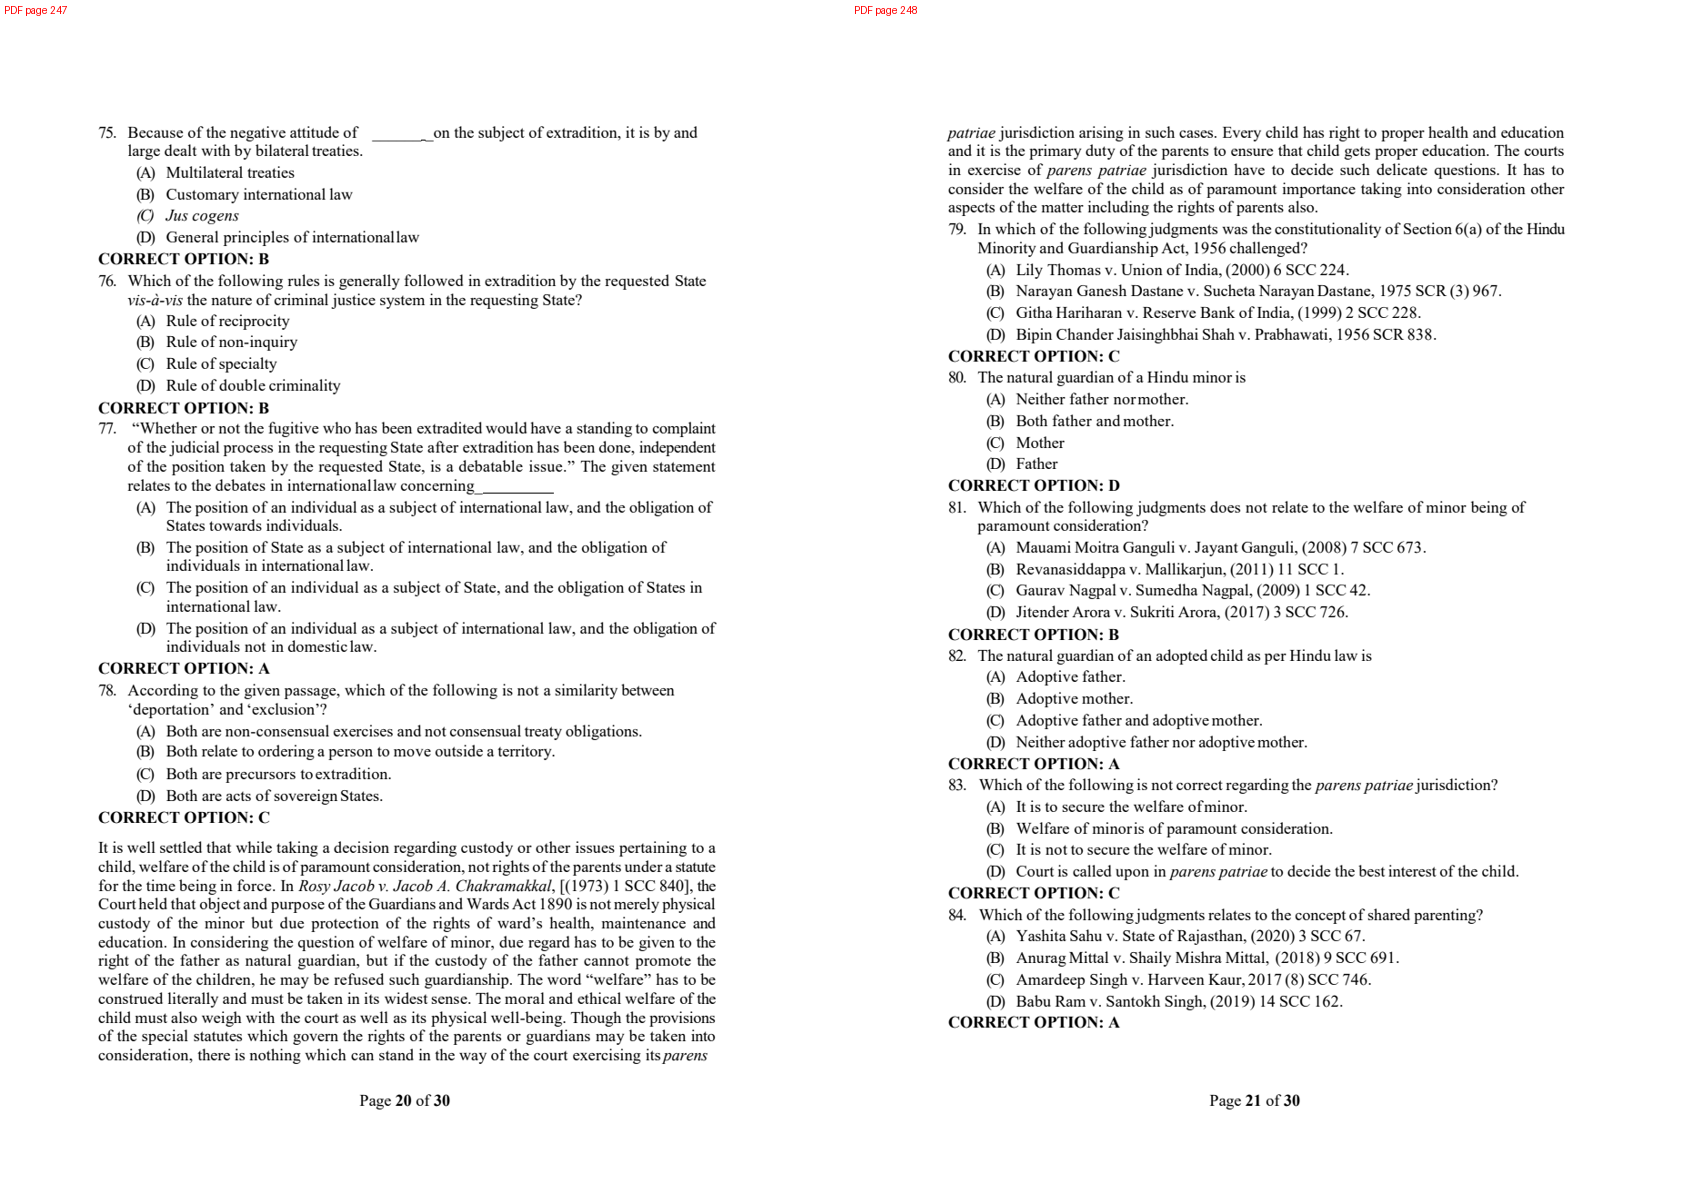 PDF page 247
75. Because of the negative attitude of ________ on the subject of extradition, it is by and
large dealt with by bilateral treaties.
(A) Multilateral treaties
(B) Customary international law
(C) Jus cogens
(D) General principles of international law
CORRECT OPTION: B
76. Which of the following rules is generally followed in extradition by the requested State
vis-à-vis the nature of criminal justice system in the requesting State?
(A) Rule of reciprocity
(B) Rule of non-inquiry
(C) Rule of specialty
(D) Rule of double criminality
CORRECT OPTION: B
77. “Whether or not the fugitive who has been extradited would have a standing to complaint
of the judicial process in the requesting State after extradition has been done, independent
of the position taken by the requested State, is a debatable issue.” The given statement
relates to the debates in international law concerning__________
(A) The position of an individual as a subject of international law, and the obligation of
States towards individuals.
(B) The position of State as a subject of international law, and the obligation of
individuals in international law.
(C) The position of an individual as a subject of State, and the obligation of States in
international law.
(D) The position of an individual as a subject of international law, and the obligation of
individuals not in domestic law.
CORRECT OPTION: A
78. According to the given passage, which of the following is not a similarity between
‘deportation’ and ‘exclusion’?
(A) Both are non-consensual exercises and not consensual treaty obligations.
(B) Both relate to ordering a person to move outside a territory.
(C) Both are precursors to extradition.
(D) Both are acts of sovereign States.
CORRECT OPTION: C
It is well settled that while taking a decision regarding custody or other issues pertaining to a
child, welfare of the child is of paramount consideration, not rights of the parents under a statute
for the time being in force. In Rosy Jacob v. Jacob A. Chakramakkal, [(1973) 1 SCC 840], the
Court held that object and purpose of the Guardians and Wards Act 1890 is not merely physical
custody of the minor but due protection of the rights of ward’s health, maintenance and
education. In considering the question of welfare of minor, due regard has to be given to the
right of the father as natural guardian, but if the custody of the father cannot promote the
welfare of the children, he may be refused such guardianship. The word “welfare” has to be
construed literally and must be taken in its widest sense. The moral and ethical welfare of the
child must also weigh with the court as well as its physical well-being. Though the provisions
of the special statutes which govern the rights of the parents or guardians may be taken into
consideration, there is nothing which can stand in the way of the court exercising its parens
Page 20 of 30
PDF page 248
patriae jurisdiction arising in such cases. Every child has right to proper health and education
and it is the primary duty of the parents to ensure that child gets proper education. The courts
in exercise of parens patriae jurisdiction have to decide such delicate questions. It has to
consider the welfare of the child as of paramount importance taking into consideration other
aspects of the matter including the rights of parents also.
79. In which of the following judgments was the constitutionality of Section 6(a) of the Hindu
Minority and Guardianship Act, 1956 challenged?
(A) Lily Thomas v. Union of India, (2000) 6 SCC 224.
(B) Narayan Ganesh Dastane v. Sucheta Narayan Dastane, 1975 SCR (3) 967.
(C) Githa Hariharan v. Reserve Bank of India, (1999) 2 SCC 228.
(D) Bipin Chander Jaisinghbhai Shah v. Prabhawati, 1956 SCR 838.
CORRECT OPTION: C
80. The natural guardian of a Hindu minor is
(A) Neither father nor mother.
(B) Both father and mother.
(C) Mother
(D) Father
CORRECT OPTION: D
81. Which of the following judgments does not relate to the welfare of minor being of
paramount consideration?
(A) Mauami Moitra Ganguli v. Jayant Ganguli, (2008) 7 SCC 673.
(B) Revanasiddappa v. Mallikarjun, (2011) 11 SCC 1.
(C) Gaurav Nagpal v. Sumedha Nagpal, (2009) 1 SCC 42.
(D) Jitender Arora v. Sukriti Arora, (2017) 3 SCC 726.
CORRECT OPTION: B
82. The natural guardian of an adopted child as per Hindu law is
(A) Adoptive father.
(B) Adoptive mother.
(C) Adoptive father and adoptive mother.
(D) Neither adoptive father nor adoptive mother.
CORRECT OPTION: A
83. Which of the following is not correct regarding the parens patriae jurisdiction?
(A) It is to secure the welfare of minor.
(B) Welfare of minor is of paramount consideration.
(C) It is not to secure the welfare of minor.
(D) Court is called upon in parens patriae to decide the best interest of the child.
CORRECT OPTION: C
84. Which of the following judgments relates to the concept of shared parenting?
(A) Yashita Sahu v. State of Rajasthan, (2020) 3 SCC 67.
(B) Anurag Mittal v. Shaily Mishra Mittal, (2018) 9 SCC 691.
(C) Amardeep Singh v. Harveen Kaur, 2017 (8) SCC 746.
(D) Babu Ram v. Santokh Singh, (2019) 14 SCC 162.
CORRECT OPTION: A
Page 21 of 30